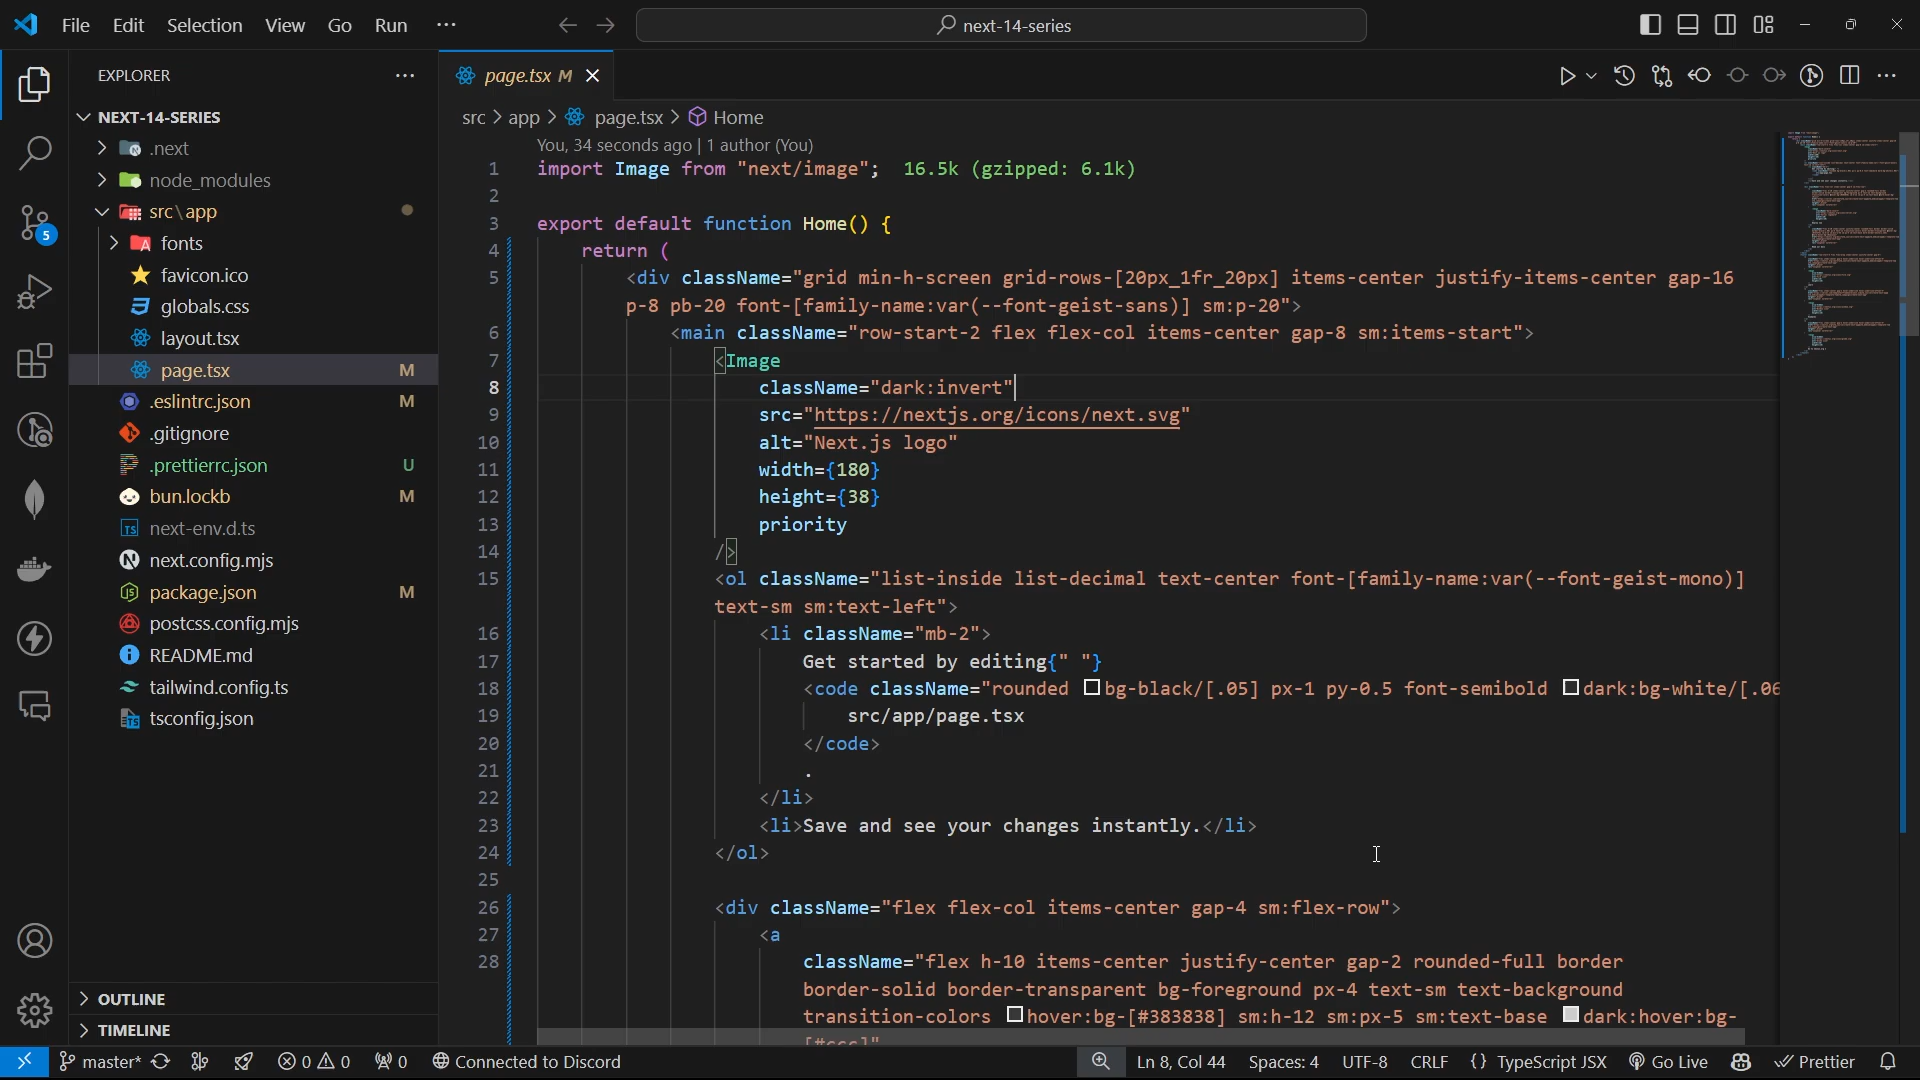 File Edit Selection View Go Run ···
next-14-series
EXPLORER
NEXT-14-SERIES
.next
node_modules
src\app
fonts
favicon.ico
globals.css
layout.tsx
page.tsx M
.eslintrc.json M
.gitignore
.prettierrc.json U
bun.lockb M
next-env.d.ts
next.config.mjs
package.json M
postcss.config.mjs
README.md
tailwind.config.ts
tsconfig.json
OUTLINE
TIMELINE
5
page.tsx M
src > app > page.tsx > Home
You, 34 seconds ago | 1 author (You)
1 import Image from "next/image"; 16.5k (gzipped: 6.1k)
2
3 export default function Home() {
4 return (
5 <div className="grid min-h-screen grid-rows-[20px_1fr_20px] items-center justify-items-center gap-16
p-8 pb-20 font-[family-name:var(--font-geist-sans)] sm:p-20">
6 <main className="row-start-2 flex flex-col items-center gap-8 sm:items-start">
7 <Image
8 className="dark:invert"
9 src="https://nextjs.org/icons/next.svg"
10 alt="Next.js logo"
11 width={180}
12 height={38}
13 priority
14 />
15 <ol className="list-inside list-decimal text-center font-[family-name:var(--font-geist-mono)]
text-sm sm:text-left">
16 <li className="mb-2">
17 Get started by editing{" "}
18 <code className="rounded bg-black/[.05] px-1 py-0.5 font-semibold dark:bg-white/[.06
19 src/app/page.tsx
20 </code>
21 .
22 </li>
23 <li>Save and see your changes instantly.</li>
24 </ol>
25
26 <div className="flex flex-col items-center gap-4 sm:flex-row">
27 <a
28 className="flex h-10 items-center justify-center gap-2 rounded-full border
border-solid border-transparent bg-foreground px-4 text-sm text-background
transition-colors hover:bg-[#383838] sm:h-12 sm:px-5 sm:text-base dark:hover:bg-
[#ccc]"
master* 0 0 0 Connected to Discord Ln 8, Col 44 Spaces: 4 UTF-8 CRLF {} TypeScript JSX Go Live Prettier